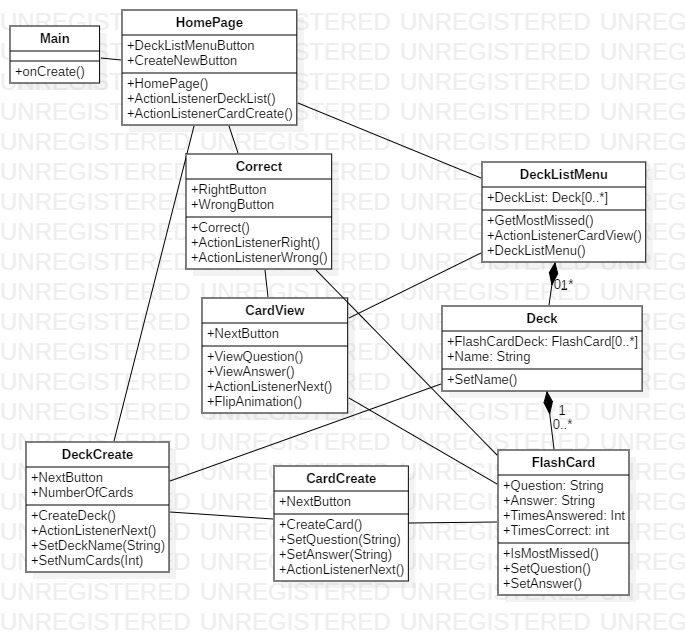 HomePage
+DeckListMenuButton
+CreateNewButton
+HomePage()
+ActionListenerDeckList()
+ActionListenerCardCreate()
Main
+onCreate()
Correct
+RightButton
+WrongButton
+Correct()
+ActionListenerRight()
+ActionListenerWrong()
DeckListMenu
+DeckList: Deck[0..*]
+GetMostMissed()
+ActionListenerCardView()
+DeckListMenu()
CardView
+NextButton
+ViewQuestion()
+ViewAnswer()
+ActionListenerNext()
+FlipAnimation()
Deck
+FlashCardDeck: FlashCard[0..*]
+Name: String
+SetName()
1
0..*
DeckCreate
+NextButton
+NumberOfCards
+CreateDeck()
+ActionListenerNext()
+SetDeckName(String)
+SetNumCards(Int)
CardCreate
+NextButton
+CreateCard()
+SetQuestion(String)
+SetAnswer(String)
+ActionListenerNext()
FlashCard
+Question: String
+Answer: String
+TimesAnswered: Int
+TimesCorrect: int
+IsMostMissed()
+SetQuestion()
+SetAnswer()
UNREGISTERED